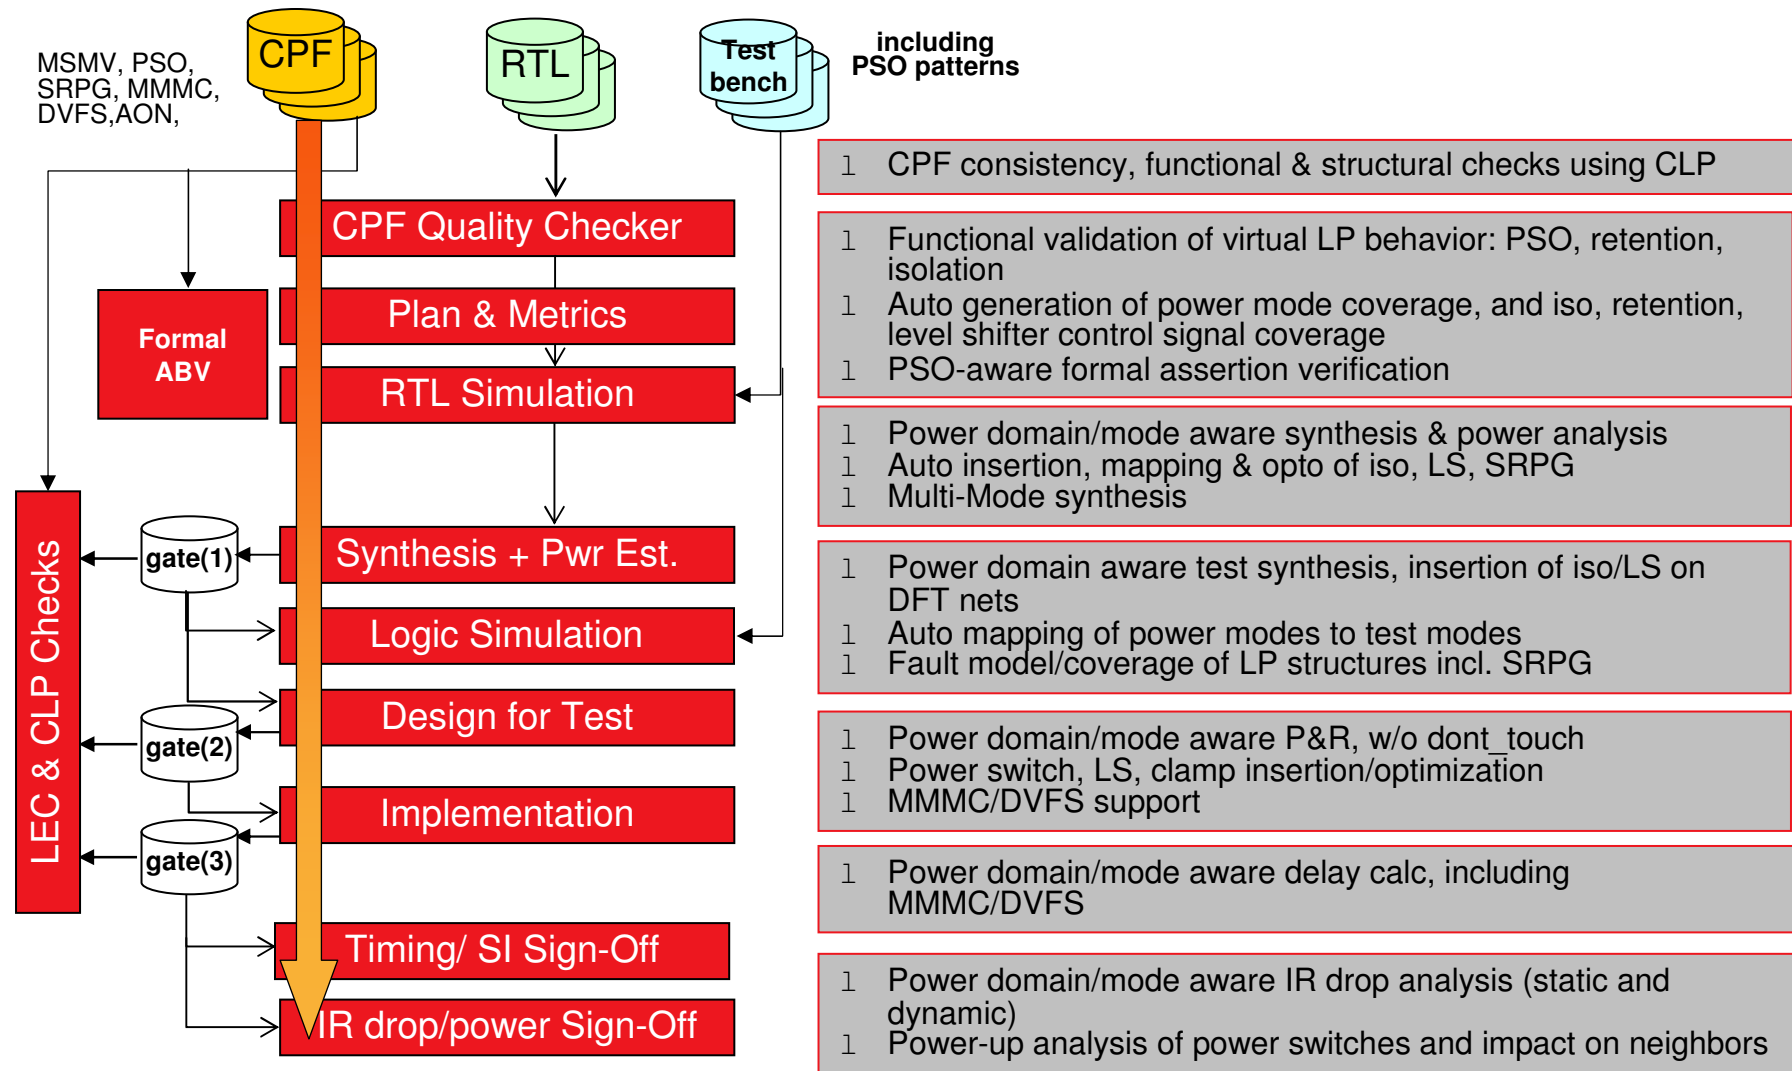 MSMV, PSO,
SRPG, MMMC,
DVFS,AON,
CPF
RTL
Test
bench
including
PSO patterns
CPF Quality Checker
Plan & Metrics
RTL Simulation
Formal
ABV
Synthesis + Pwr Est.
Logic Simulation
Design for Test
Implementation
Timing/ SI Sign-Off
IR drop/power Sign-Off
gate(1)
gate(2)
gate(3)
LEC & CLP Checks
l CPF consistency, functional & structural checks using CLP
l Functional validation of virtual LP behavior: PSO, retention,
isolation
l Auto generation of power mode coverage, and iso, retention,
level shifter control signal coverage
l PSO-aware formal assertion verification
l Power domain/mode aware synthesis & power analysis
l Auto insertion, mapping & opto of iso, LS, SRPG
l Multi-Mode synthesis
l Power domain aware test synthesis, insertion of iso/LS on
DFT nets
l Auto mapping of power modes to test modes
l Fault model/coverage of LP structures incl. SRPG
l Power domain/mode aware P&R, w/o dont_touch
l Power switch, LS, clamp insertion/optimization
l MMMC/DVFS support
l Power domain/mode aware delay calc, including
MMMC/DVFS
l Power domain/mode aware IR drop analysis (static and
dynamic)
l Power-up analysis of power switches and impact on neighbors